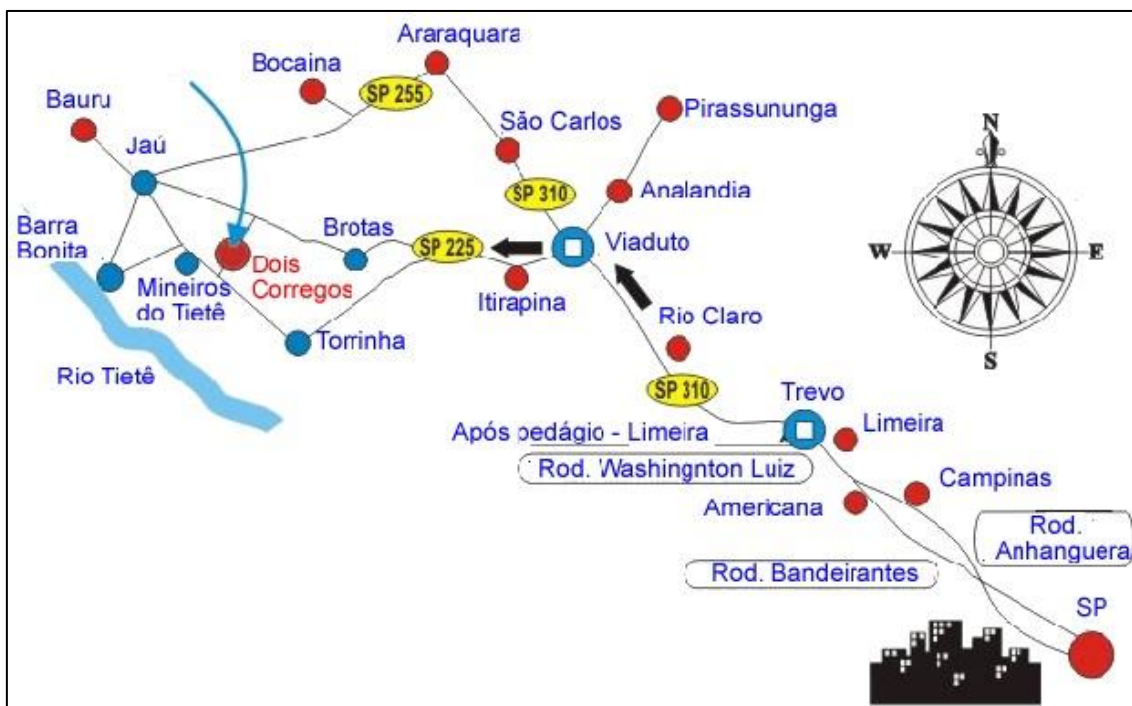 Araraquara
Bocaina
SP 255
Bauru
São Carlos
Pirassununga
N
Jaú
SP 310
Analandia
Barra
Bonita
Brotas
SP 225
Viaduto
W
E
Dois
Corregos
Mineiros
do Tietê
Itirapina
Rio Claro
Torrinha
S
Rio Tietê
SP 310
Trevo
Após pedágio - Limeira
Limeira
Rod. Washingnton Luiz
Campinas
Americana
Rod.
Anhanguera
Rod. Bandeirantes
SP